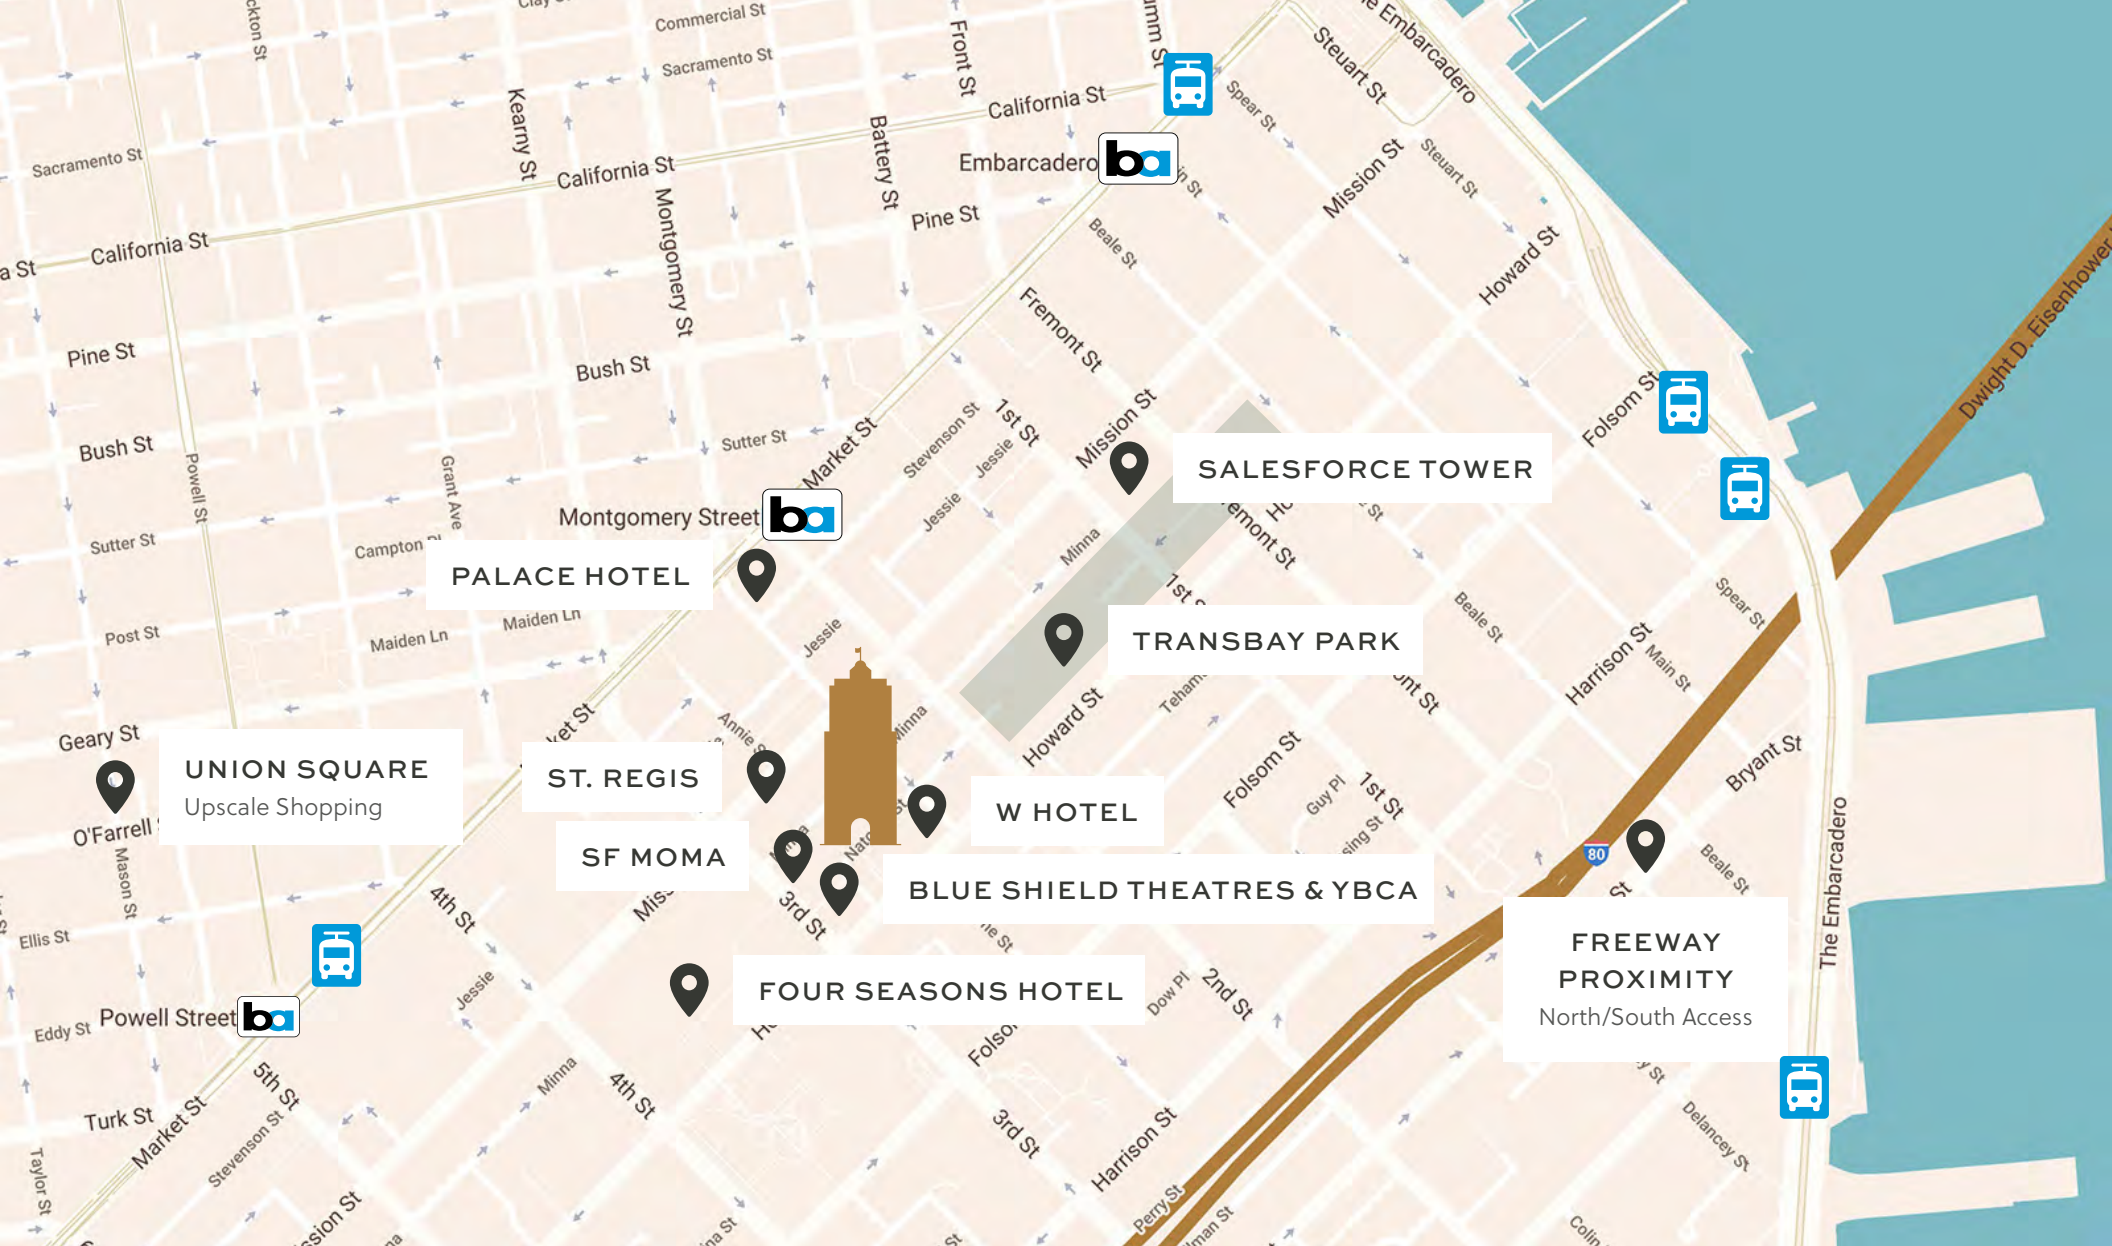 Commercial St
Sacramento St
Front St
Kearny St
California St
Steuart St
The Embarcadero
Spear St
Sacramento St
California St
Battery St
Embarcadero
ba
Mission St
Steuart St
Pine St
Montgomery St
California St
Beale St
Howard St
Fremont St
Dwight D. Eisenhower
Pine St
Bush St
Folsom St
Bush St
Powell St
Grant Ave
Sutter St
Market St
Stevenson St
1st St
Jessie
Mission St
SALESFORCE TOWER
Montgomery Street
ba
Jessie
Minna
Fremont St
Sutter St
Campton Pl
PALACE HOTEL
Post St
Maiden Ln
Maiden Ln
Jessie
1st S
TRANSBAY PARK
Beale St
Spear St
Harrison St
Main St
Geary St
UNION SQUARE
Upscale Shopping
O'Farrell
Mason St
ket St
Annie S
ST. REGIS
Minna
Howard St
Folsom St
Guy Pl
1st St
Bryant St
W HOTEL
SF MOMA
BLUE SHIELD THEATRES & YBCA
80
Beale St
The Embarcadero
4th St
3rd St
Ellis St
FREEWAY
PROXIMITY
North/South Access
FOUR SEASONS HOTEL
Jessie
Dow Pl
2nd St
Eddy St
Powell Street
ba
5th St
Minna
4th St
Turk St
Market St
Stevenson St
3rd St
Harrison St
Delancey St
Taylor St
Perry St